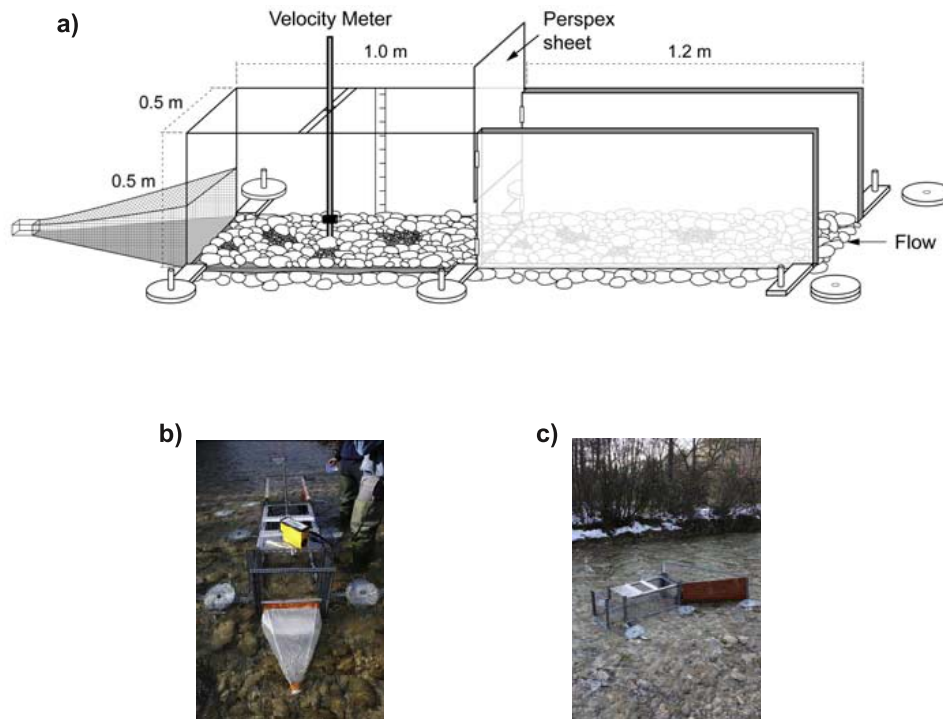 a)
Velocity Meter
Perspex
sheet
1.0 m
1.2 m
0.5 m
0.5 m
Flow
b)
c)